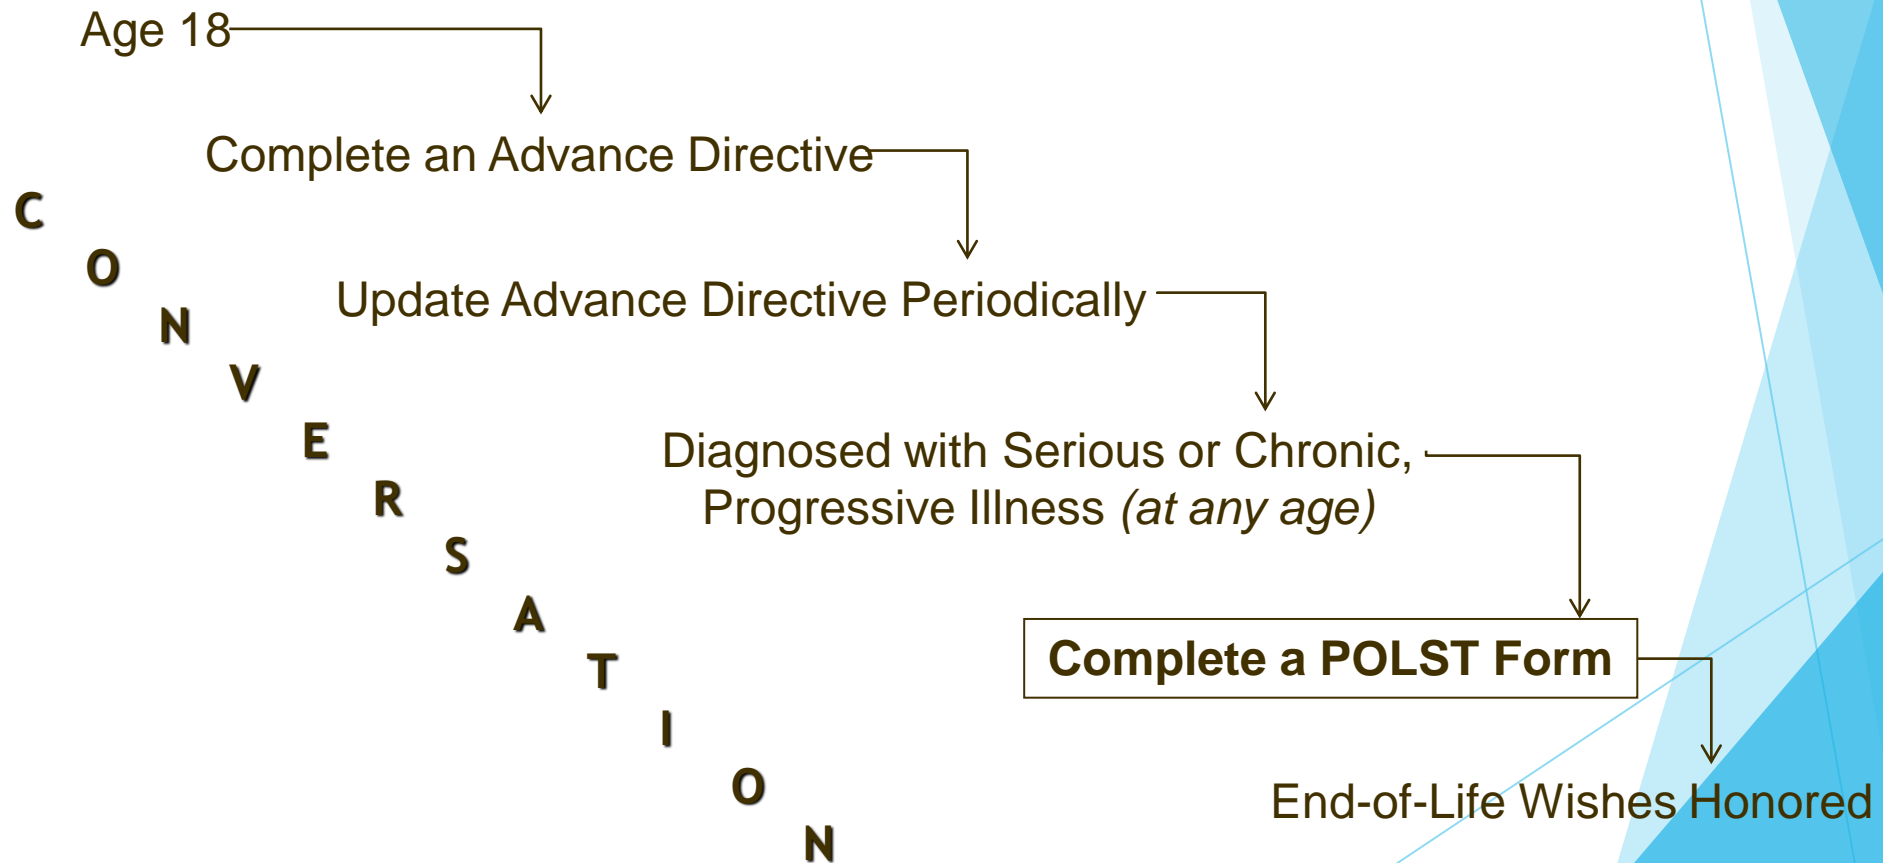 Age 18
Complete an Advance Directive
Update Advance Directive Periodically
Diagnosed with Serious or Chronic,
Progressive Illness (at any age)
Complete a POLST Form
End-of-Life Wishes Honored
CONVERSATION